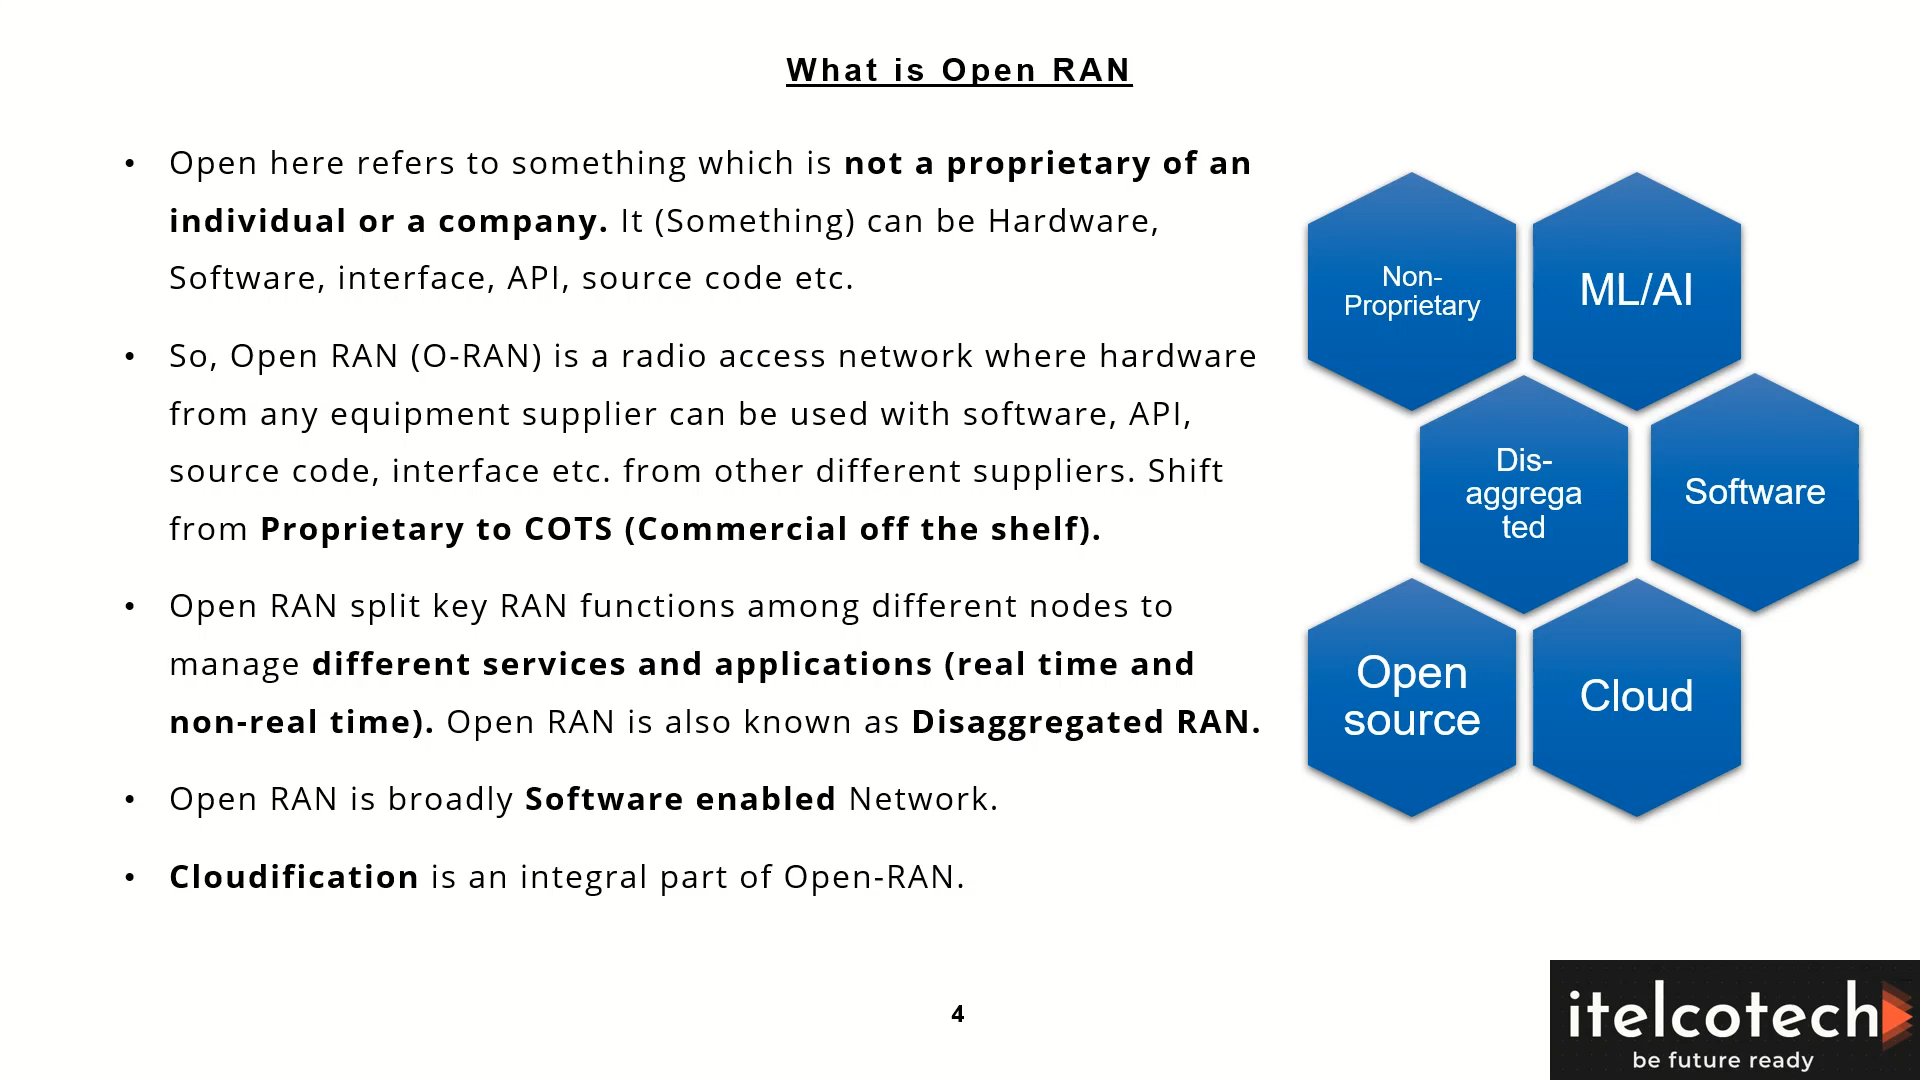 What is Open RAN
• Open here refers to something which is not a proprietary of an
individual or a company. It (Something) can be Hardware,
Software, interface, API, source code etc.
• So, Open RAN (O-RAN) is a radio access network where hardware
from any equipment supplier can be used with software, API,
source code, interface etc. from other different suppliers. Shift
from Proprietary to COTS (Commercial off the shelf).
• Open RAN split key RAN functions among different nodes to
manage different services and applications (real time and
non-real time). Open RAN is also known as Disaggregated RAN.
• Open RAN is broadly Software enabled Network.
• Cloudification is an integral part of Open-RAN.
Non-
Proprietary
ML/AI
Dis-
aggrega
ted
Software
Open
source
Cloud
4
itelcotech
be future ready